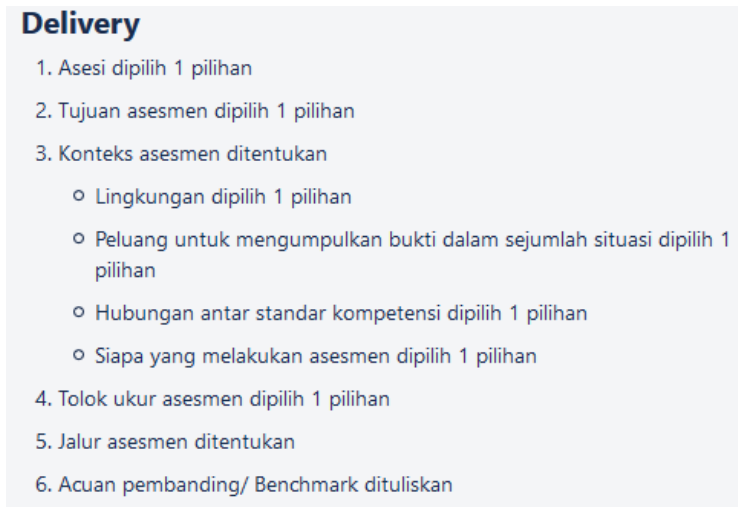 Delivery
1. Asesi dipilih 1 pilihan
2. Tujuan asesmen dipilih 1 pilihan
3. Konteks asesmen ditentukan
Lingkungan dipilih 1 pilihan
Peluang untuk mengumpulkan bukti dalam sejumlah situasi dipilih 1
pilihan
Hubungan antar standar kompetensi dipilih 1 pilihan
Siapa yang melakukan asesmen dipilih 1 pilihan
4. Tolok ukur asesmen dipilih 1 pilihan
5. Jalur asesmen ditentukan
6. Acuan pembanding/ Benchmark dituliskan